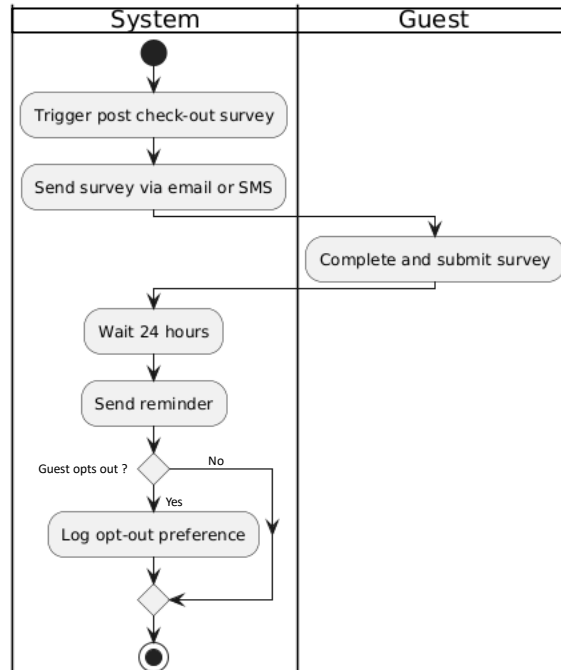 System
Guest
Trigger post check-out survey
Send survey via email or SMS
Complete and submit survey
Wait 24 hours
Send reminder
Guest opts out ?
No
Yes
Log opt-out preference